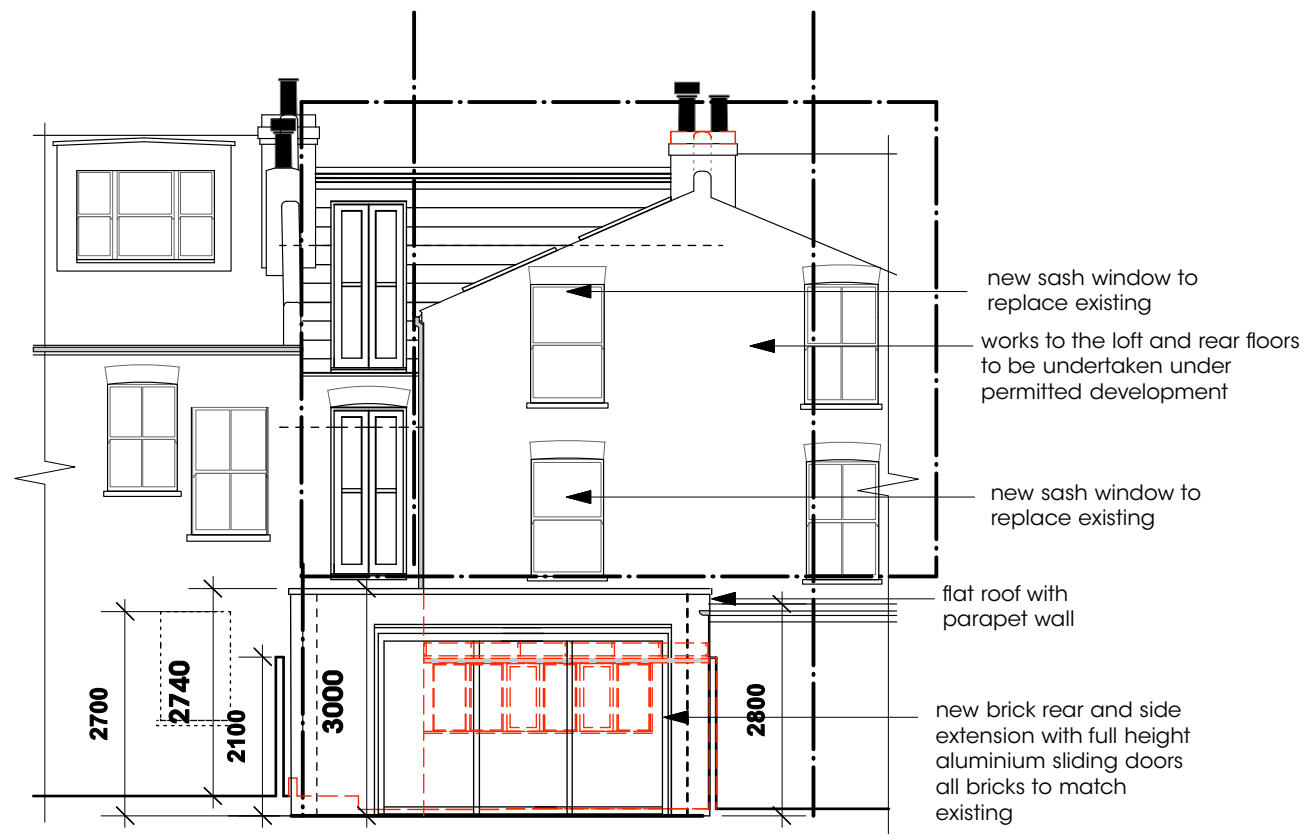 new sash window to
replace existing
works to the loft and rear floors
to be undertaken under
permitted development
new sash window to
replace existing
flat roof with
parapet wall
2700
2740
2100
3000
2800
new brick rear and side
extension with full height
aluminium sliding doors
all bricks to match
existing